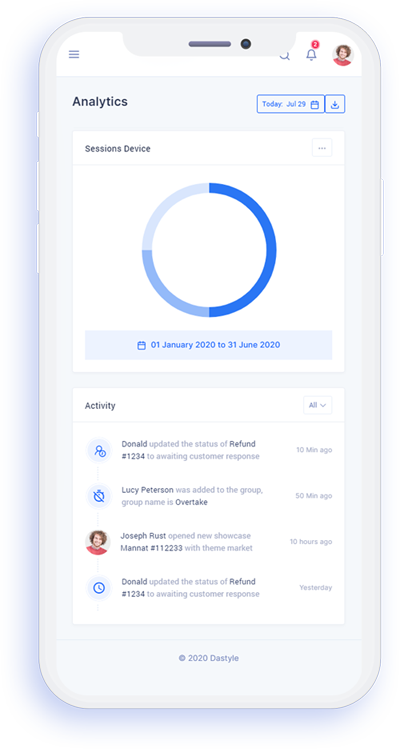 2
Analytics
Today: Jul 29
Sessions Device
01 January 2020 to 31 June 2020
Activity
All
Donald updated the status of Refund
#1234 to awaiting customer response
10 Min ago
Lucy Peterson was added to the group,
group name is Overtake
50 Min ago
Joseph Rust opened new showcase
Mannat #112233 with theme market
10 hours ago
Donald updated the status of Refund
#1234 to awaiting customer response
Yesterday
© 2020 Dastyle